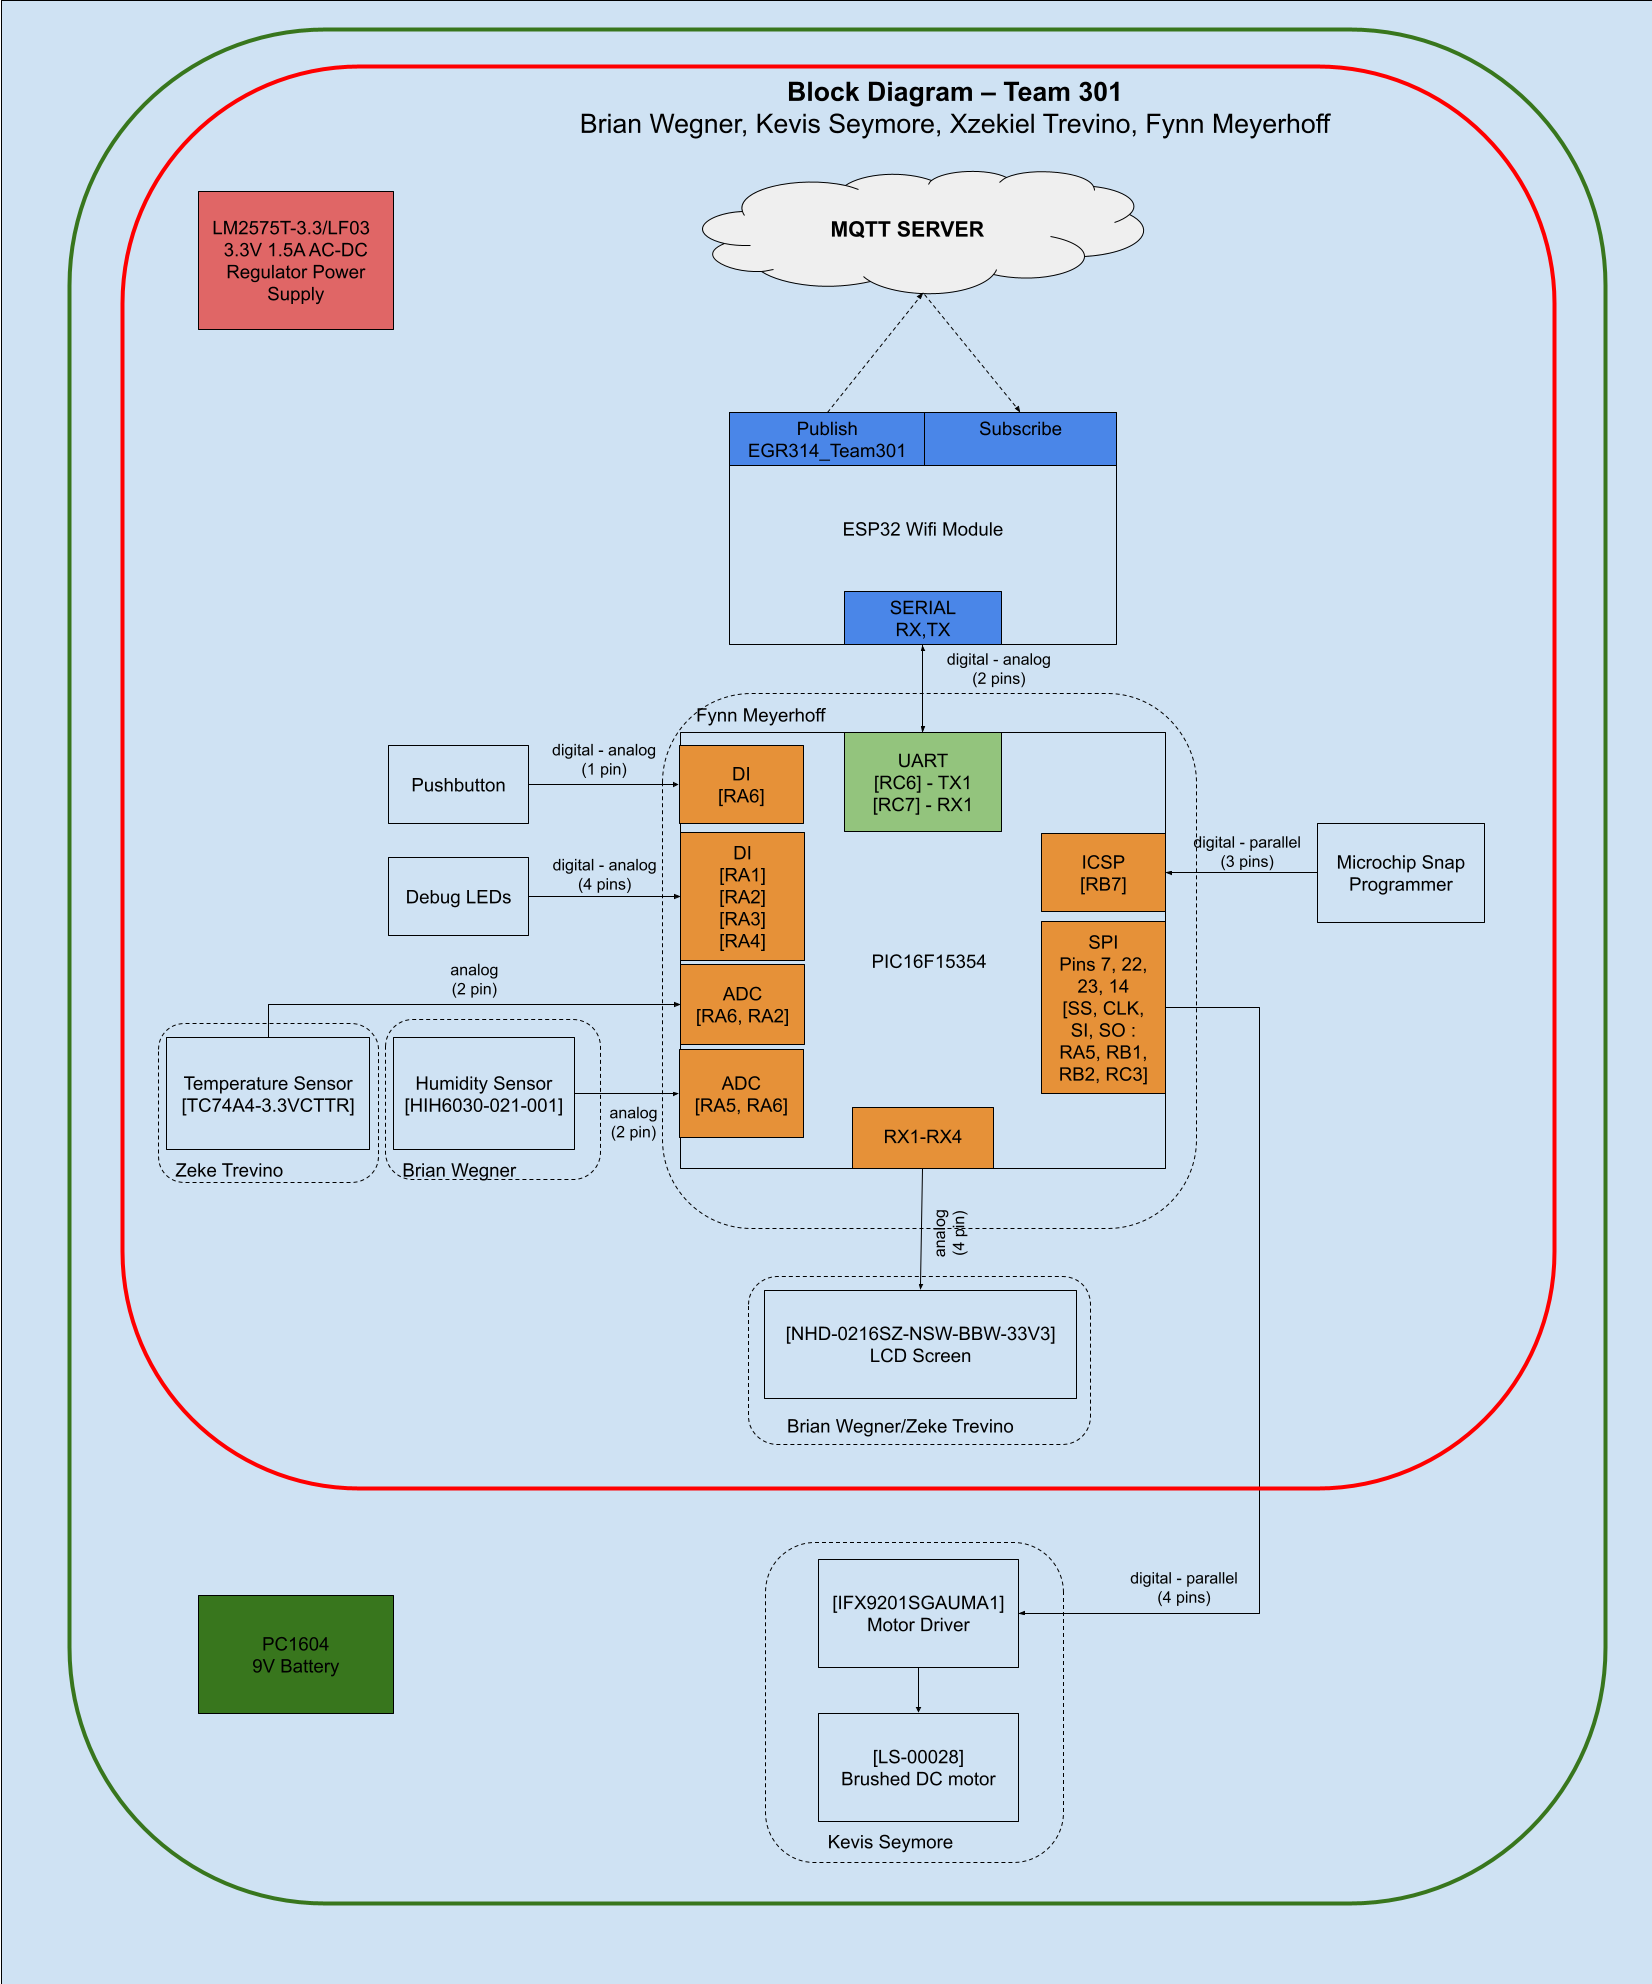 Block Diagram – Team 301
Brian Wegner, Kevis Seymore, Xzekiel Trevino, Fynn Meyerhoff
LM2575T-3.3/LF03
3.3V 1.5A AC-DC
Regulator Power
Supply
MQTT SERVER
Publish
EGR314_Team301
Subscribe
ESP32 Wifi Module
SERIAL
RX,TX
digital - analog
(2 pins)
Fynn Meyerhoff
Pushbutton
digital - analog
(1 pin)
DI
[RA6]
UART
[RC6] - TX1
[RC7] - RX1
Debug LEDs
digital - analog
(4 pins)
DI
[RA1]
[RA2]
[RA3]
[RA4]
ICSP
[RB7]
digital - parallel
(3 pins)
Microchip Snap
Programmer
PIC16F15354
SPI
Pins 7, 22,
23, 14
[SS, CLK,
SI, SO :
RA5, RB1,
RB2, RC3]
analog
(2 pin)
ADC
[RA6, RA2]
Temperature Sensor
[TC74A4-3.3VCTTR]
Zeke Trevino
Humidity Sensor
[HIH6030-021-001]
Brian Wegner
analog
(2 pin)
ADC
[RA5, RA6]
RX1-RX4
analog
(4 pin)
[NHD-0216SZ-NSW-BBW-33V3]
LCD Screen
Brian Wegner/Zeke Trevino
digital - parallel
(4 pins)
[IFX9201SGAUMA1]
Motor Driver
PC1604
9V Battery
[LS-00028]
Brushed DC motor
Kevis Seymore